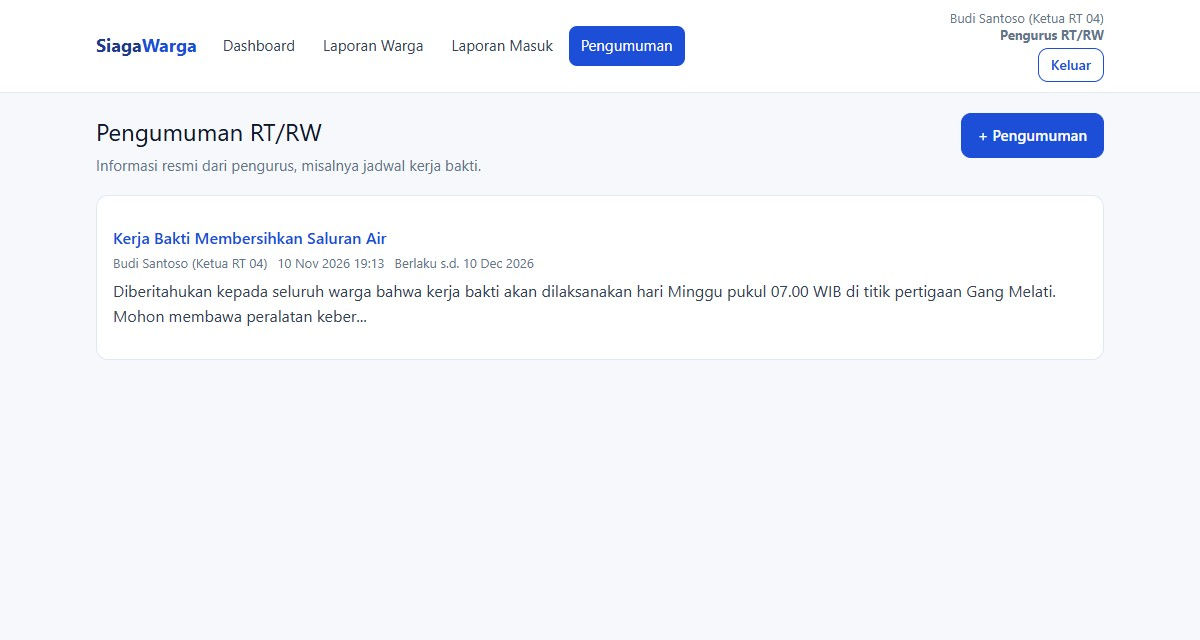 SiagaWarga
Dashboard
Laporan Warga
Laporan Masuk
Pengumuman
Budi Santoso (Ketua RT 04)
Pengurus RT/RW
Keluar
Pengumuman RT/RW
Informasi resmi dari pengurus, misalnya jadwal kerja bakti.
+ Pengumuman
Kerja Bakti Membersihkan Saluran Air
Budi Santoso (Ketua RT 04) 10 Nov 2026 19:13 Berlaku s.d. 10 Dec 2026
Diberitahukan kepada seluruh warga bahwa kerja bakti akan dilaksanakan hari Minggu pukul 07.00 WIB di titik pertigaan Gang Melati.
Mohon membawa peralatan keber...